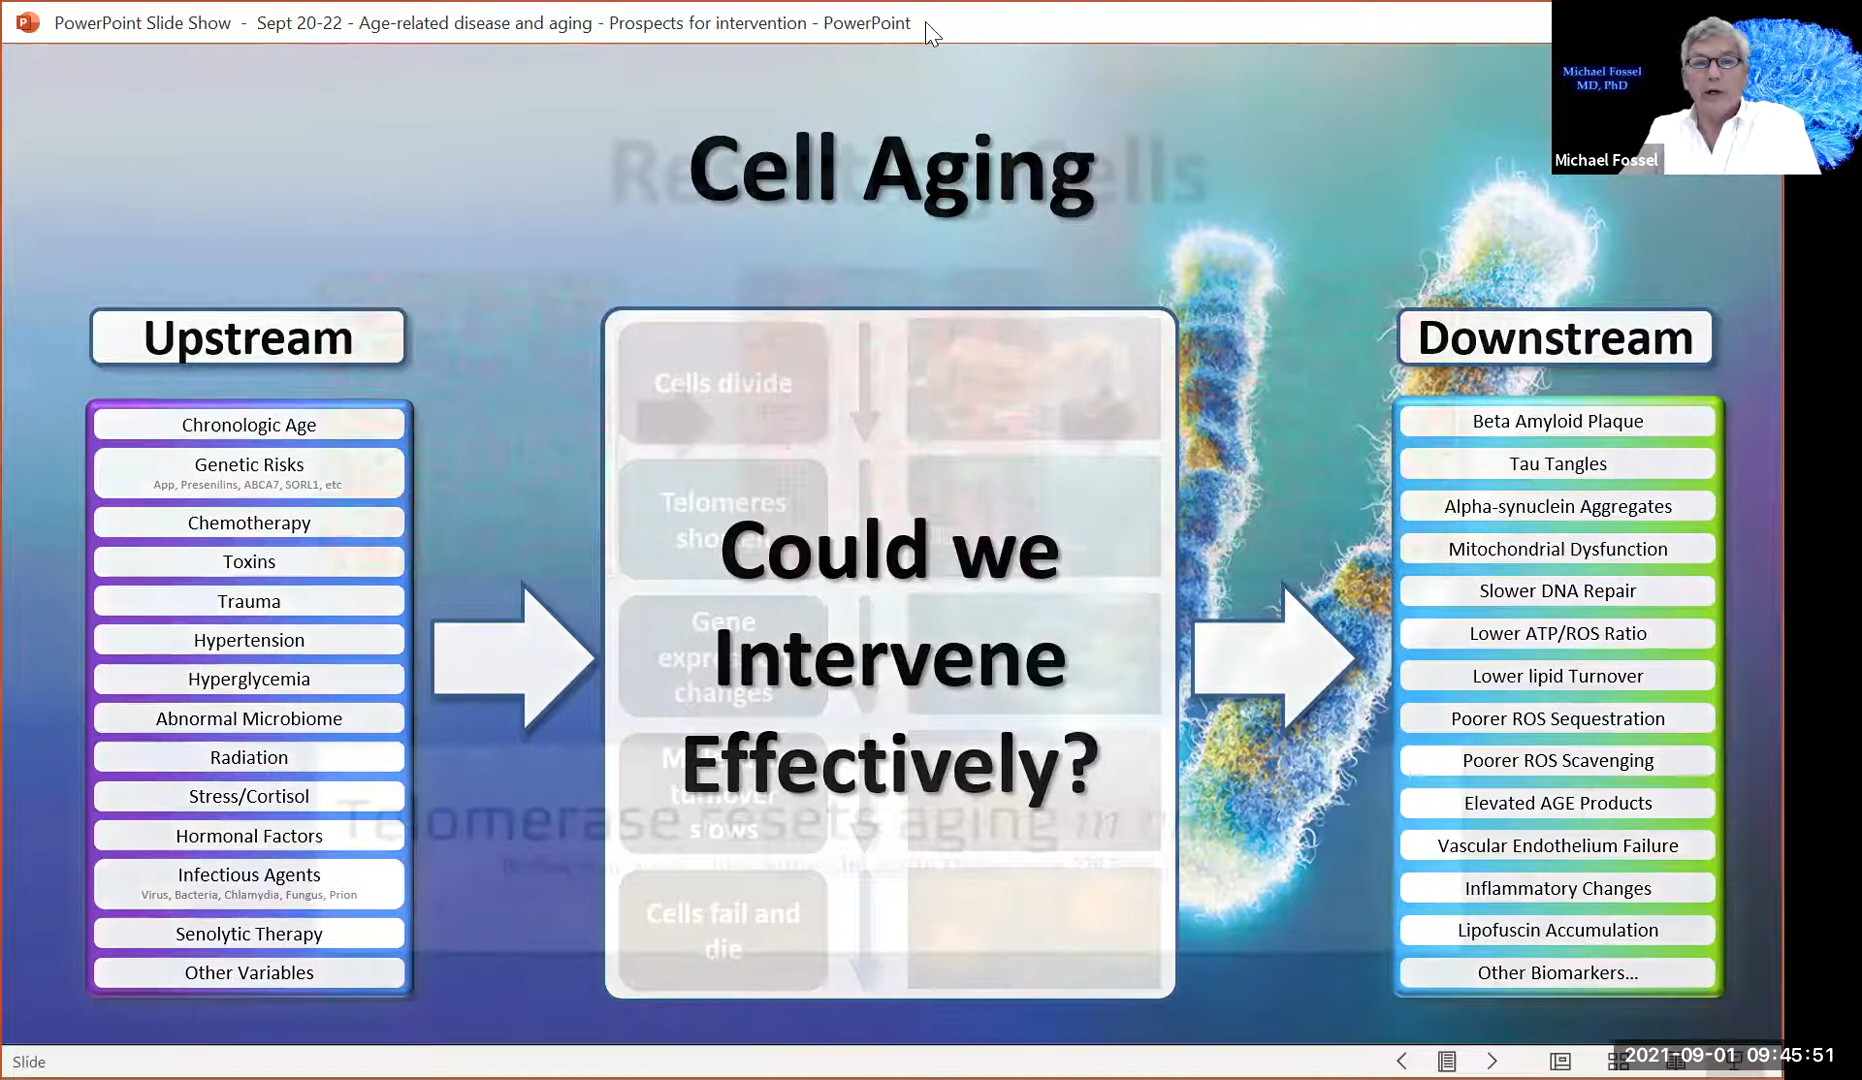 PowerPoint Slide Show - Sept 20-22 - Age-related disease and aging - Prospects for intervention - PowerPoint
Michael Fossel
MD, PhD
Michael Fossel
Cell Aging
Upstream
Chronologic Age
Genetic Risks
App, Presenilins, ABCA7, SORL1, etc
Chemotherapy
Toxins
Trauma
Hypertension
Hyperglycemia
Abnormal Microbiome
Radiation
Stress/Cortisol
Hormonal Factors
Infectious Agents
Virus, Bacteria, Chlamydia, Fungus, Prion
Senolytic Therapy
Other Variables
Cells divide
Telomeres
Gene
changes
turnover
slows
Cells fail and
die
Could we
Intervene
Effectively?
Telomerase resets aging in
Downstream
Beta Amyloid Plaque
Tau Tangles
Alpha-synuclein Aggregates
Mitochondrial Dysfunction
Slower DNA Repair
Lower ATP/ROS Ratio
Lower lipid Turnover
Poorer ROS Sequestration
Poorer ROS Scavenging
Elevated AGE Products
Vascular Endothelium Failure
Inflammatory Changes
Lipofuscin Accumulation
Other Biomarkers...
Slide
2021-09-01 09:45:51